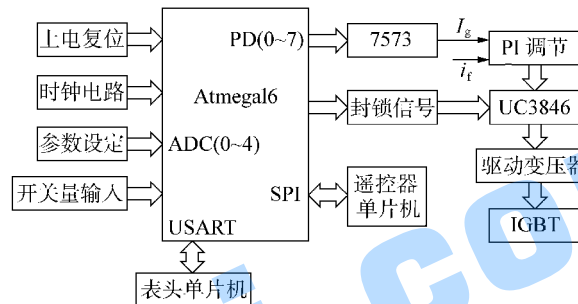 上电复位
时钟电路
参数设定
开关量输入
PD(0~7)
Atmegal6
ADC(0~4)
SPI
USART
表头单片机
7573
封锁信号
遥控器
单片机
Ig
if
PI 调节
UC3846
驱动变压器
IGBT